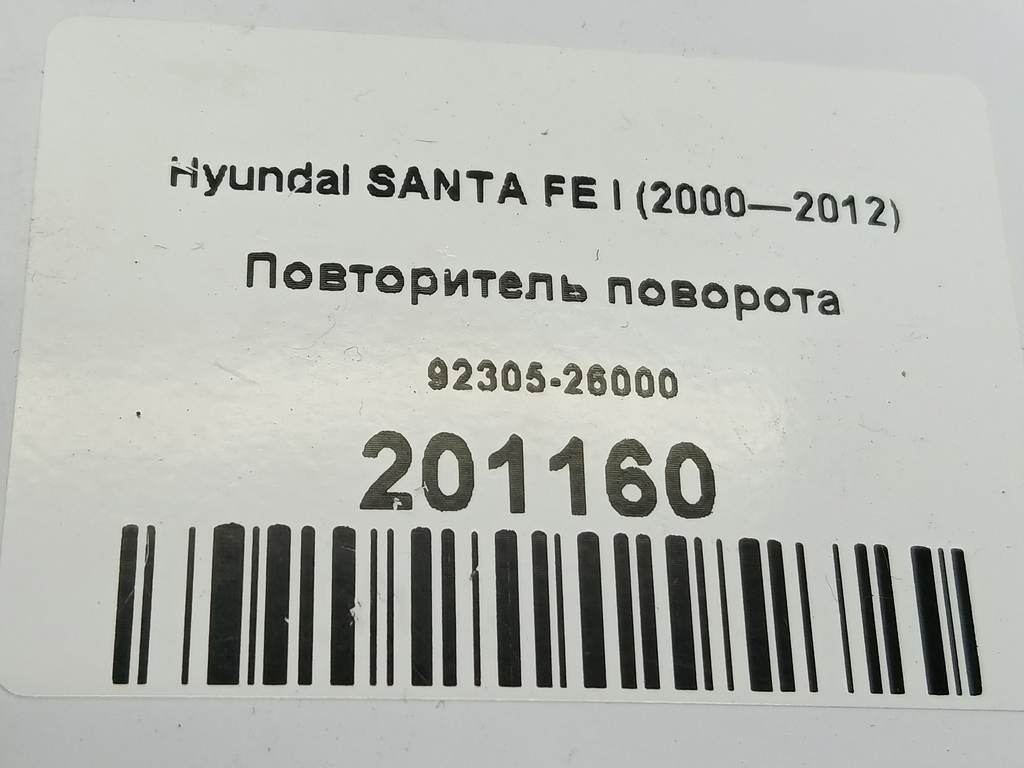 Hyundai SANTA FE I (2000—2012)
Повторитель поворота
92305-26000
201160